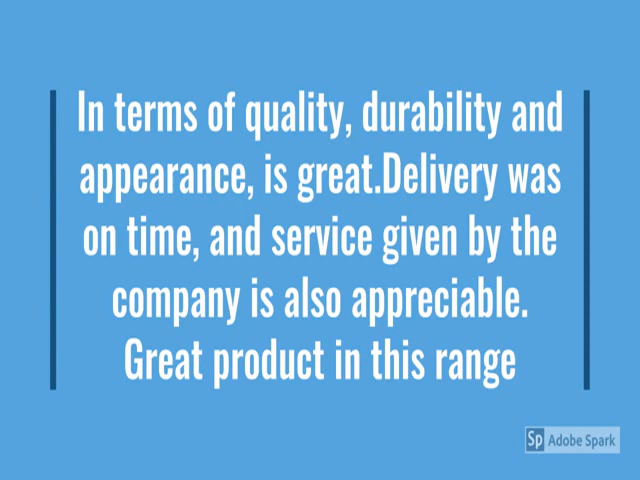 In terms of quality, durability and
appearance, is great.Delivery was
on time, and service given by the
company is also appreciable.
Great product in this range
Sp Adobe Spark